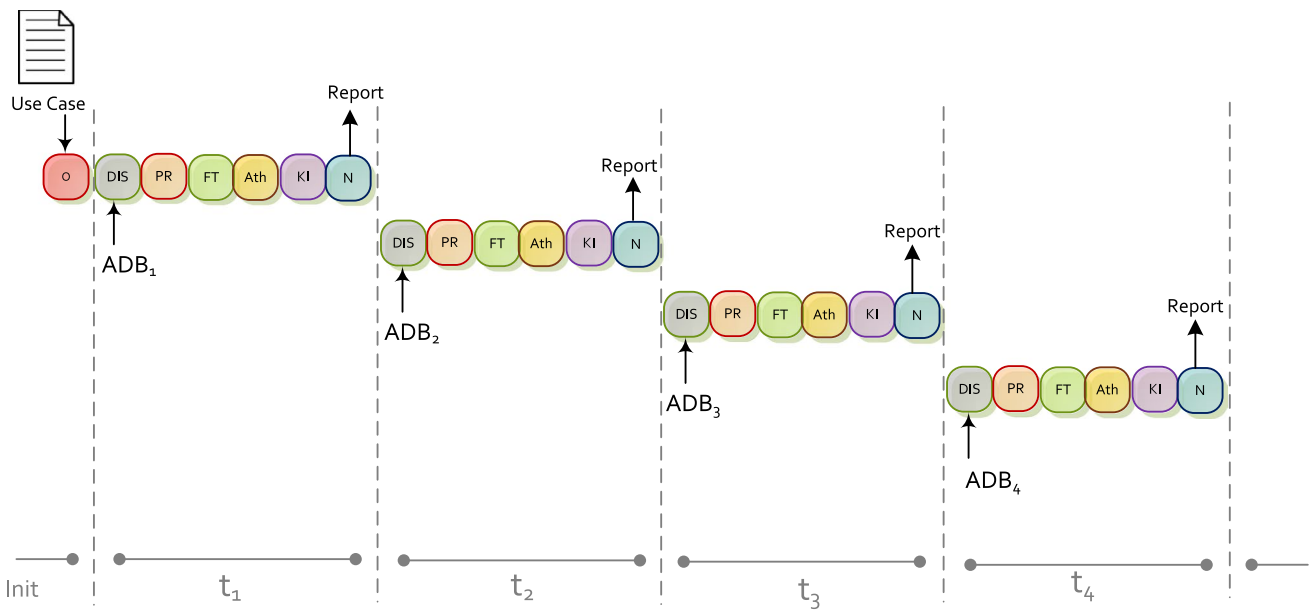 Use Case
Report
O DIS PR FT Ath KI N
ADB₁
Report
DIS PR FT Ath KI N
ADB₂
Report
DIS PR FT Ath KI N
ADB₃
Report
DIS PR FT Ath KI N
ADB₄
Init t₁ t₂ t₃ t₄